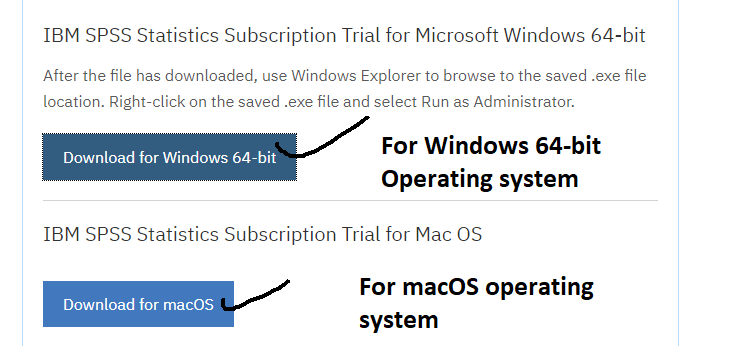 IBM SPSS Statistics Subscription Trial for Microsoft Windows 64-bit
After the file has downloaded, use Windows Explorer to browse to the saved .exe file
location. Right-click on the saved .exe file and select Run as Administrator.
Download for Windows 64-bit
For Windows 64-bit
Operating system
IBM SPSS Statistics Subscription Trial for Mac OS
Download for macOS
For macOS operating
system